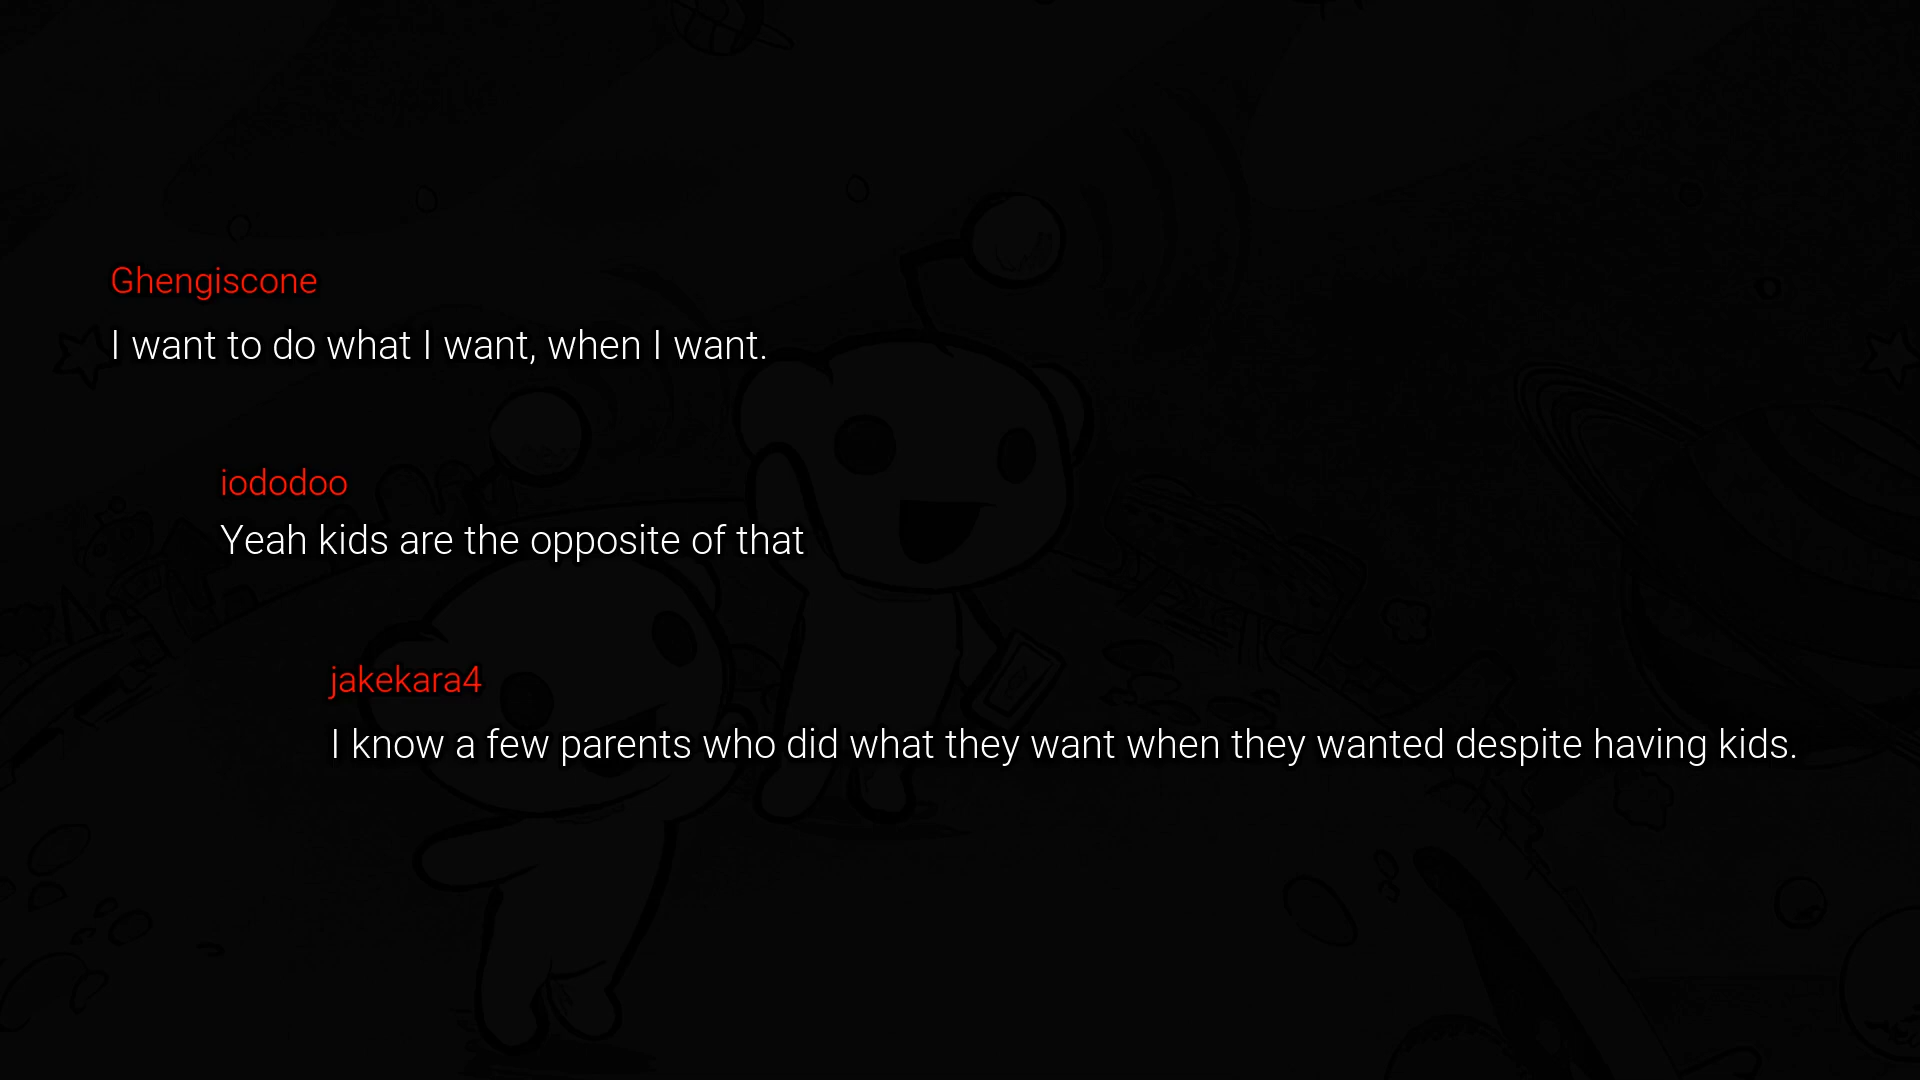 Ghengiscone
I want to do what I want, when I want.
iododoo
Yeah kids are the opposite of that
jakekara4
I know a few parents who did what they want when they wanted despite having kids.